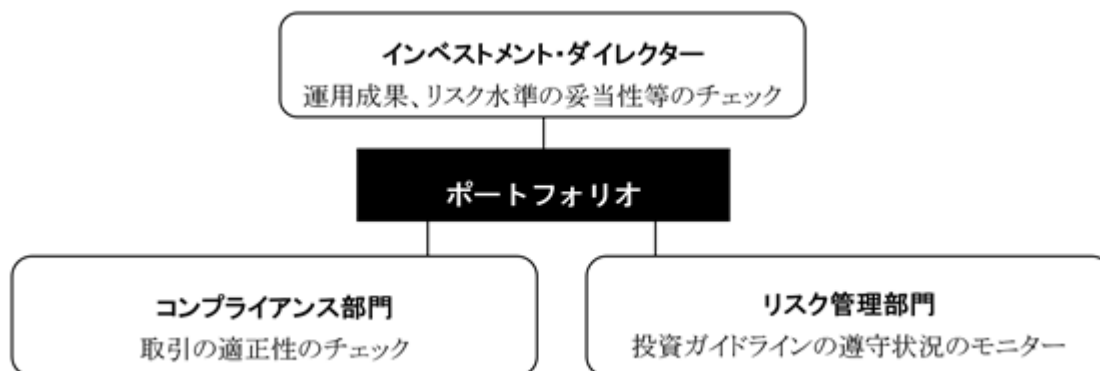 インベストメント・ダイレクター
運用成果、リスク水準の妥当性等のチェック
ポートフォリオ
コンプライアンス部門
取引の適正性のチェック
リスク管理部門
投資ガイドラインの遵守状況のモニター